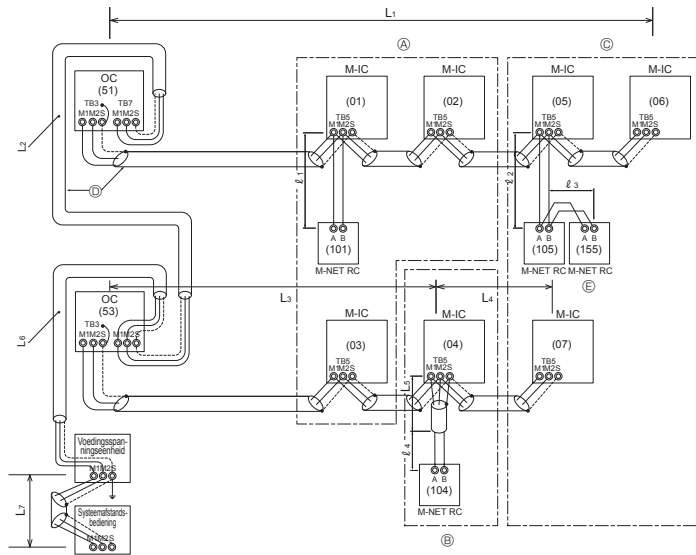 L1
Ⓐ
Ⓒ
M-IC M-IC M-IC M-IC
OC
(51)
TB3 TB7
M1M2S M1M2S
(01) (02) (05) (06)
TB5 TB5 TB5 TB5
M1M2S M1M2S M1M2S M1M2S
L2
Ⓓ
ℓ1
ℓ2
ℓ3
A B
(101)
M-NET RC
A B A B
(105) (155)
M-NET RC M-NET RC
Ⓔ
L3
L4
OC
(53)
TB3
M1M2S M1M2S
L6
M-IC M-IC M-IC
(03) (04) (07)
TB5 TB5 TB5
M1M2S M1M2S M1M2S
L5
ℓ4
Voedingsspan-
ningseenheid
M1M2S
A B
(104)
M-NET RC
L7
Systeemafstands-
bediening
Ⓑ